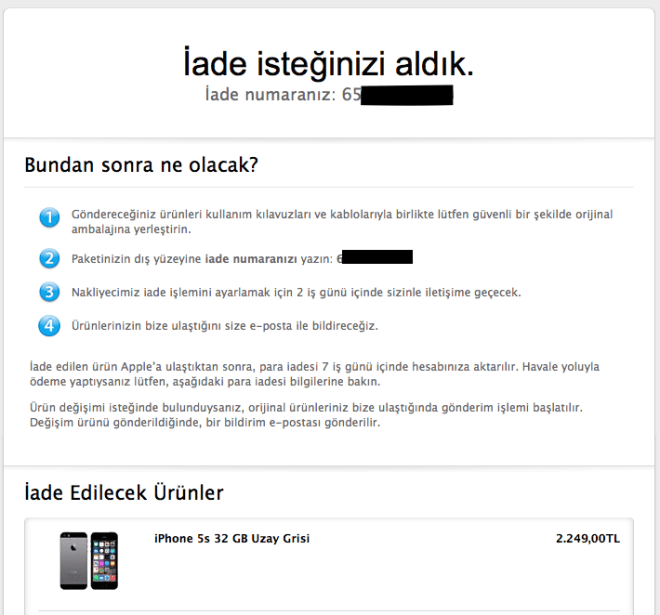 İade isteğinizi aldık.
İade numaranız: 65
Bundan sonra ne olacak?
1 Göndereceğiniz ürünleri kullanım kılavuzları ve kablolarıyla birlikte lütfen güvenli bir şekilde orijinal
ambalajına yerleştirin.
2 Paketinizin dış yüzeyine iade numaranızı yazın: 6
3 Nakliyecimiz iade işlemini ayarlamak için 2 iş günü içinde sizinle iletişime geçecek.
4 Ürünlerinizin bize ulaştığını size e-posta ile bildireceğiz.
İade edilen ürün Apple'a ulaştıktan sonra, para iadesi 7 iş günü içinde hesabınıza aktarılır. Havale yoluyla
ödeme yaptıysanız lütfen, aşağıdaki para iadesi bilgilerine bakın.
Ürün değişimi isteğinde bulunduysanız, orijinal ürünleriniz bize ulaştığında gönderim işlemi başlatılır.
Değişim ürünü gönderildiğinde, bir bildirim e-postası gönderilir.
İade Edilecek Ürünler
iPhone 5s 32 GB Uzay Grisi 2.249,00TL